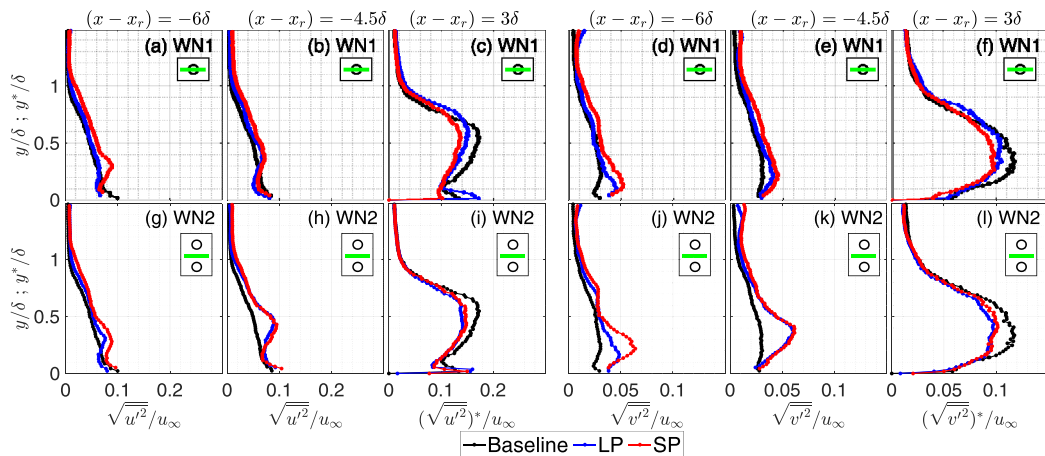 (x − x_r) = −6δ (x − x_r) = −4.5δ (x − x_r) = 3δ (x − x_r) = −6δ (x − x_r) = −4.5δ (x − x_r) = 3δ
(a) WN1 (b) WN1 (c) WN1 (d) WN1 (e) WN1 (f) WN1
y/δ ; y*/δ
1
0.5
0
(g) WN2 (h) WN2 (i) WN2 (j) WN2 (k) WN2 (l) WN2
y/δ ; y*/δ
1
0.5
0
0 0.1 0.2 0 0.1 0.2 0 0.1 0.2 0.3 0 0.05 0.1 0 0.05 0.1 0 0.05 0.1
√u′²/u∞ √u′²/u∞ (√u′²)*/u∞ √v′²/u∞ √v′²/u∞ (√v′²)*/u∞
Baseline LP SP